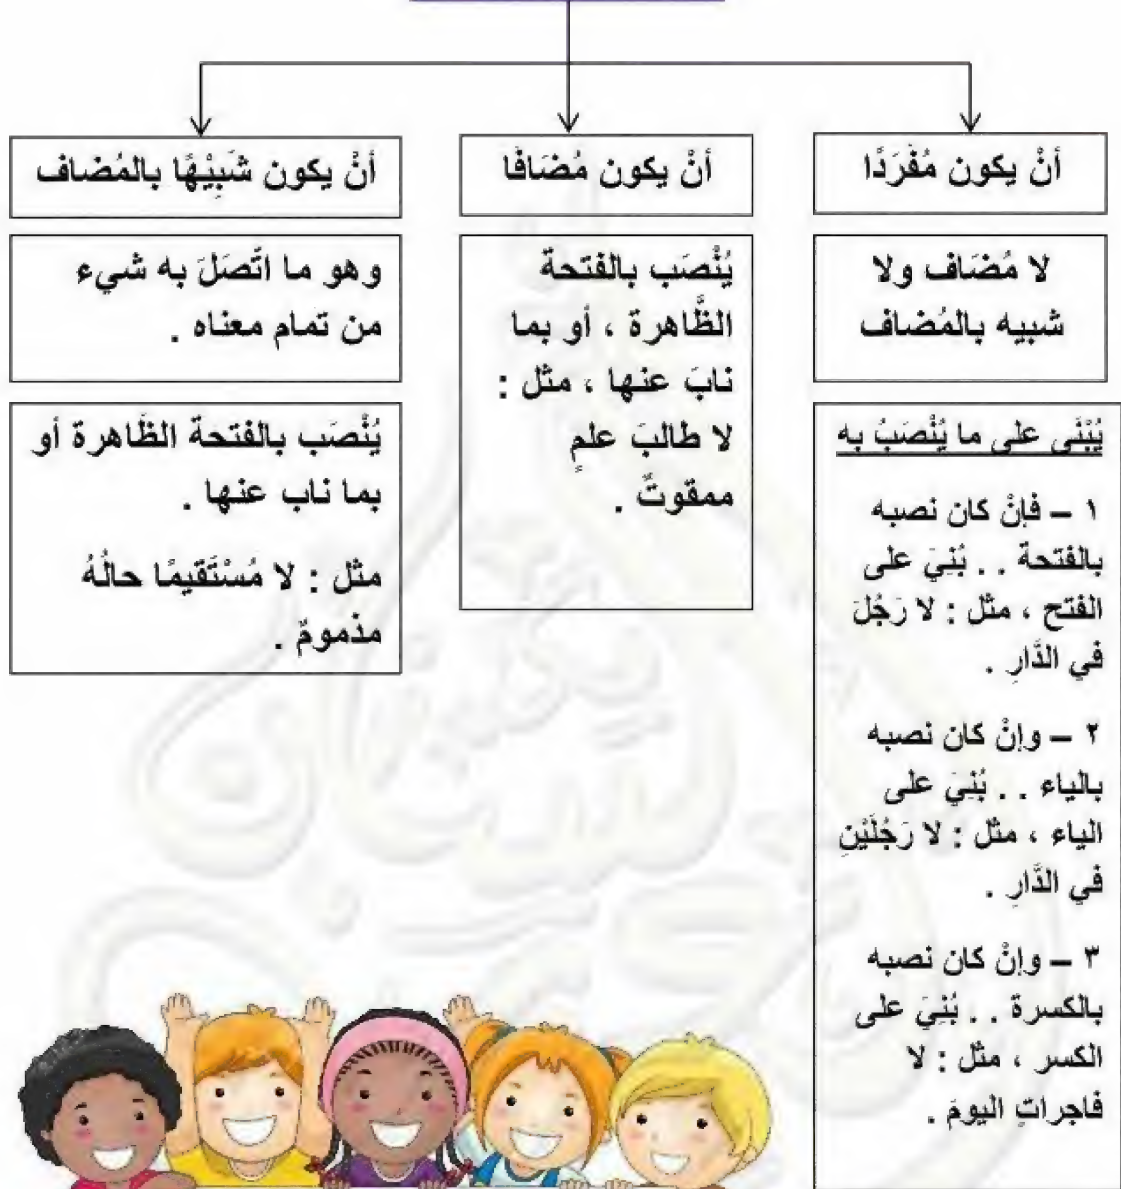 أنْ يكون مُفْرَدًا
لا مُضَاف ولا
شبيه بالمُضاف
يُبْنَى على ما يُنْصَبُ به
١ – فإنْ كان نصبه
بالفتحة . . بُنِيَ على
الفتح ، مثل : لا رَجُلَ
في الدَّارِ .
٢ – وإنْ كان نصبه
بالياء . . بُنِيَ على
الياء ، مثل : لا رَجُلَيْنِ
في الدَّارِ .
٣ – وإنْ كان نصبه
بالكسرة . . بُنِيَ على
الكسر ، مثل : لا
فاجراتِ اليومَ .
أنْ يكون مُضَافًا
يُنْصَب بالفتحة
الظَّاهرة ، أو بما
نابَ عنها ، مثل :
لا طالبَ علمٍ
ممقوتٌ .
أنْ يكون شَبِيْهًا بالمُضاف
وهو ما اتَّصَلَ به شيء
من تمام معناه .
يُنْصَب بالفتحة الظَّاهرة أو
بما ناب عنها .
مثل : لا مُسْتَقيمًا حالُهُ
مذمومٌ .